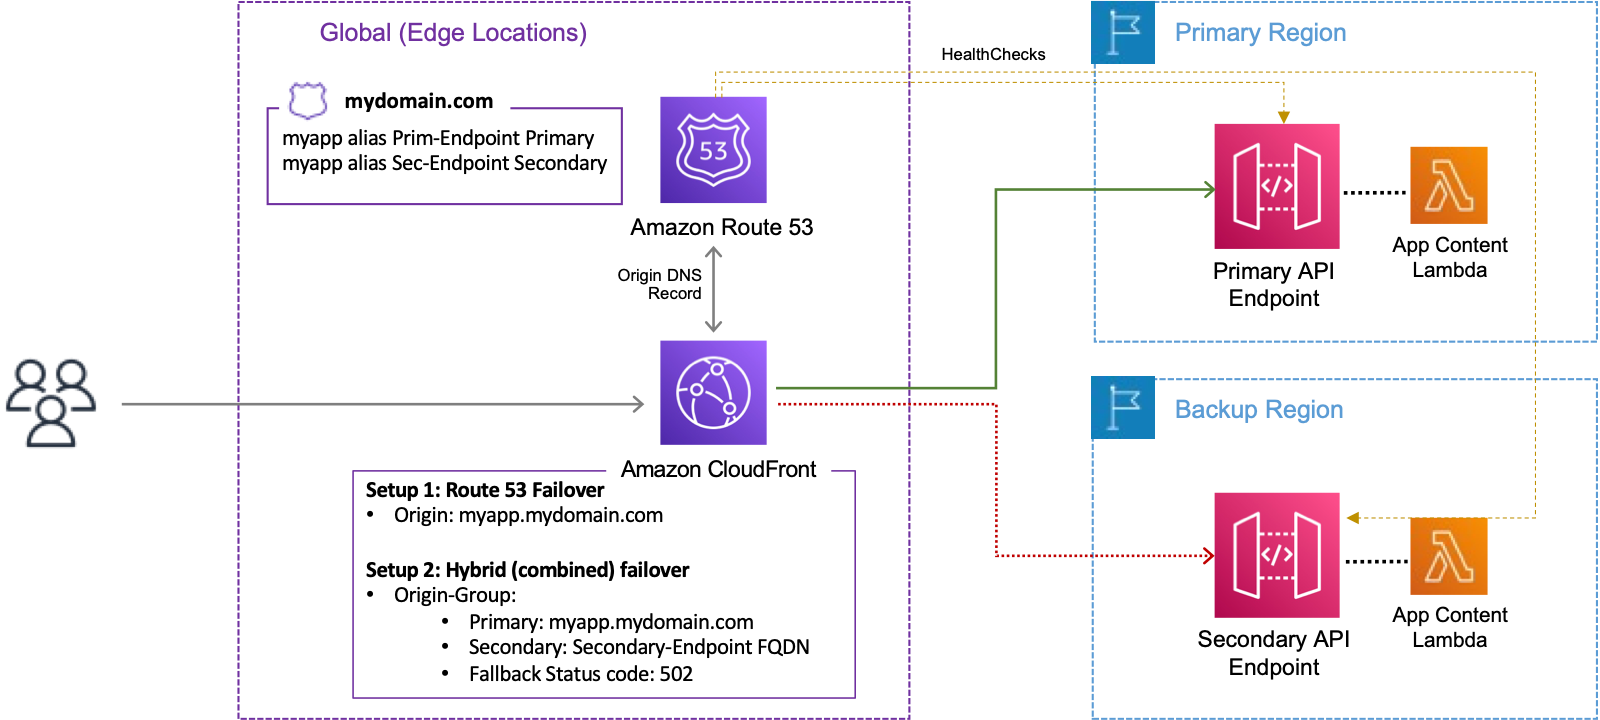 Global (Edge Locations)
HealthChecks
Primary Region
mydomain.com
myapp alias Prim-Endpoint Primary
myapp alias Sec-Endpoint Secondary
53
Amazon Route 53
Origin DNS
Record
Primary API
Endpoint
App Content
Lambda
Amazon CloudFront
Setup 1: Route 53 Failover
• Origin: myapp.mydomain.com
Setup 2: Hybrid (combined) failover
• Origin-Group:
• Primary: myapp.mydomain.com
• Secondary: Secondary-Endpoint FQDN
• Fallback Status code: 502
Backup Region
Secondary API
Endpoint
App Content
Lambda